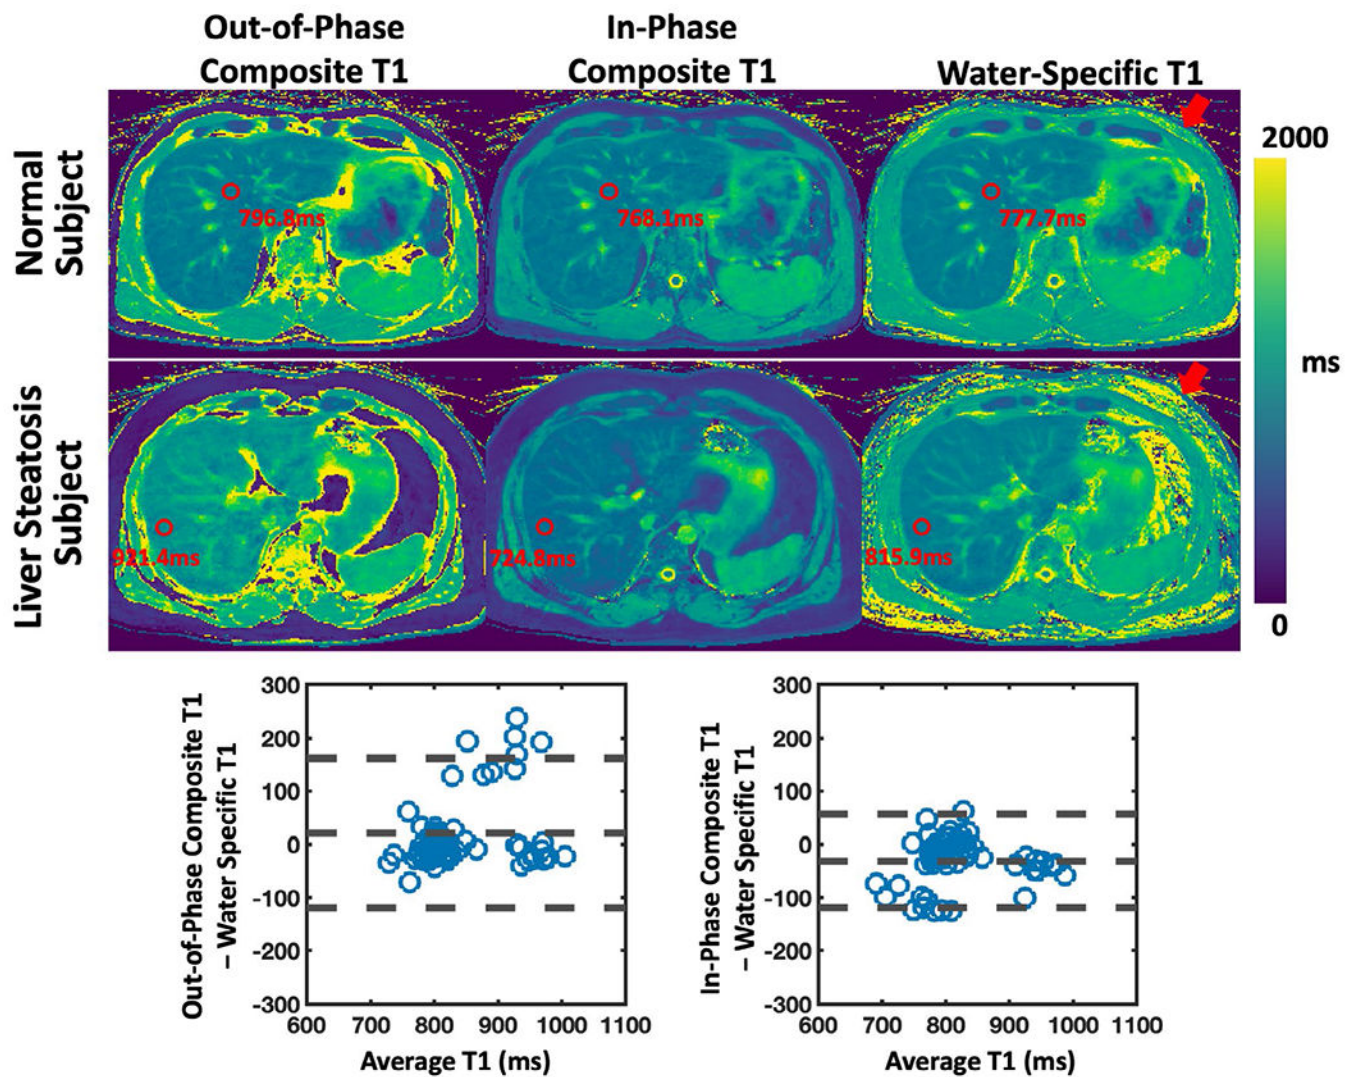 Out-of-Phase
Composite T1
In-Phase
Composite T1
Water-Specific T1
Normal
Subject
796.8ms
768.1ms
777.7ms
2000
ms
0
Liver Steatosis
Subject
921.4ms
724.8ms
815.9ms
Out-of-Phase Composite T1
– Water Specific T1
300
200
100
0
-100
-200
-300
600 700 800 900 1000 1100
Average T1 (ms)
In-Phase Composite T1
– Water Specific T1
300
200
100
0
-100
-200
-300
600 700 800 900 1000 1100
Average T1 (ms)